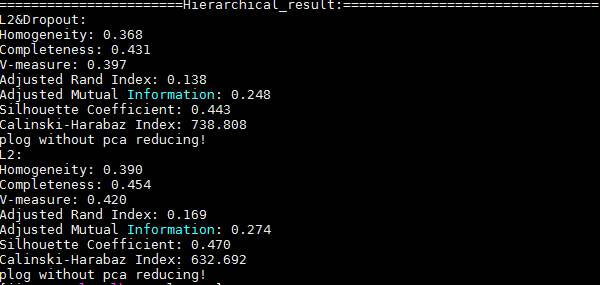 =======================Hierarchical_result:================================
L2&Dropout:
Homogeneity: 0.368
Completeness: 0.431
V-measure: 0.397
Adjusted Rand Index: 0.138
Adjusted Mutual Information: 0.248
Silhouette Coefficient: 0.443
Calinski-Harabaz Index: 738.808
plog without pca reducing!
L2:
Homogeneity: 0.390
Completeness: 0.454
V-measure: 0.420
Adjusted Rand Index: 0.169
Adjusted Mutual Information: 0.274
Silhouette Coefficient: 0.470
Calinski-Harabaz Index: 632.692
plog without pca reducing!